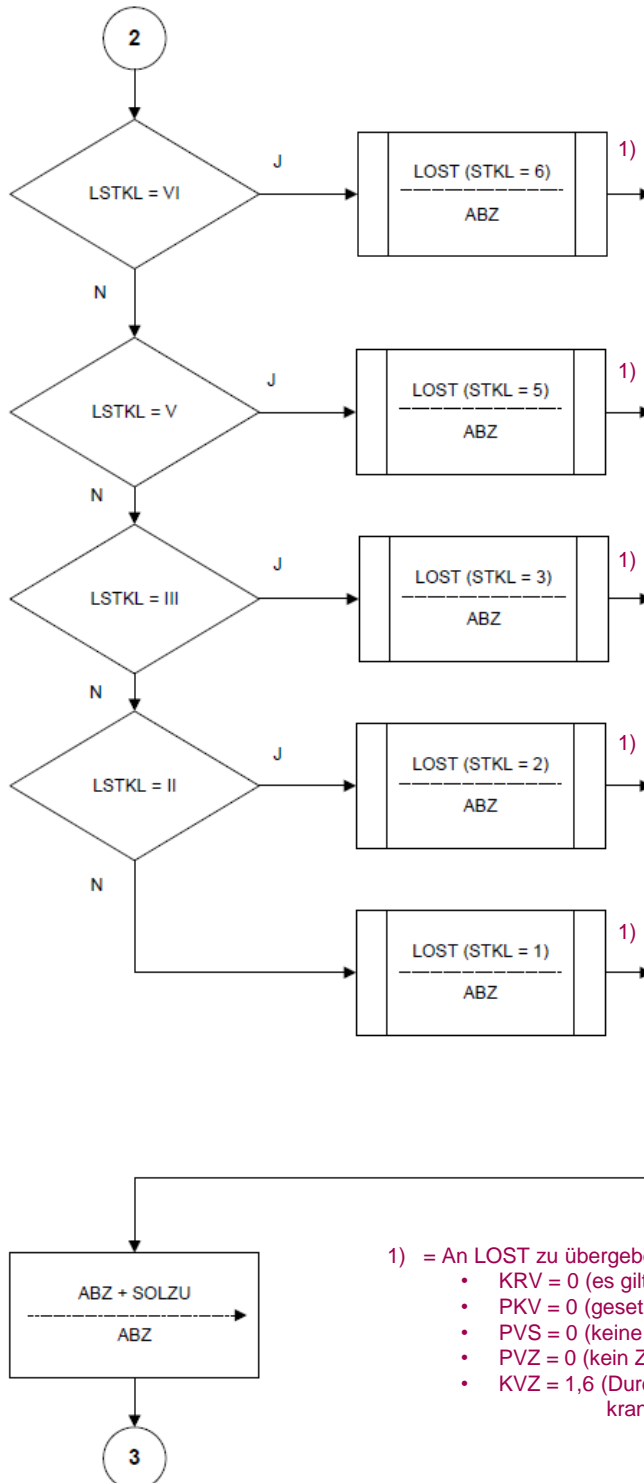 2
LSTKL = VI
J
LOST (STKL = 6)
ABZ
1)
N
LSTKL = V
J
LOST (STKL = 5)
ABZ
1)
N
LSTKL = III
J
LOST (STKL = 3)
ABZ
1)
N
LSTKL = II
J
LOST (STKL = 2)
ABZ
1)
N
LOST (STKL = 1)
ABZ
1)
ABZ + SOLZU
ABZ
3
1) = An LOST zu übergebe
• KRV = 0 (es gilt
• PKV = 0 (geset
• PVS = 0 (keine
• PVZ = 0 (kein Z
• KVZ = 1,6 (Durc
kran